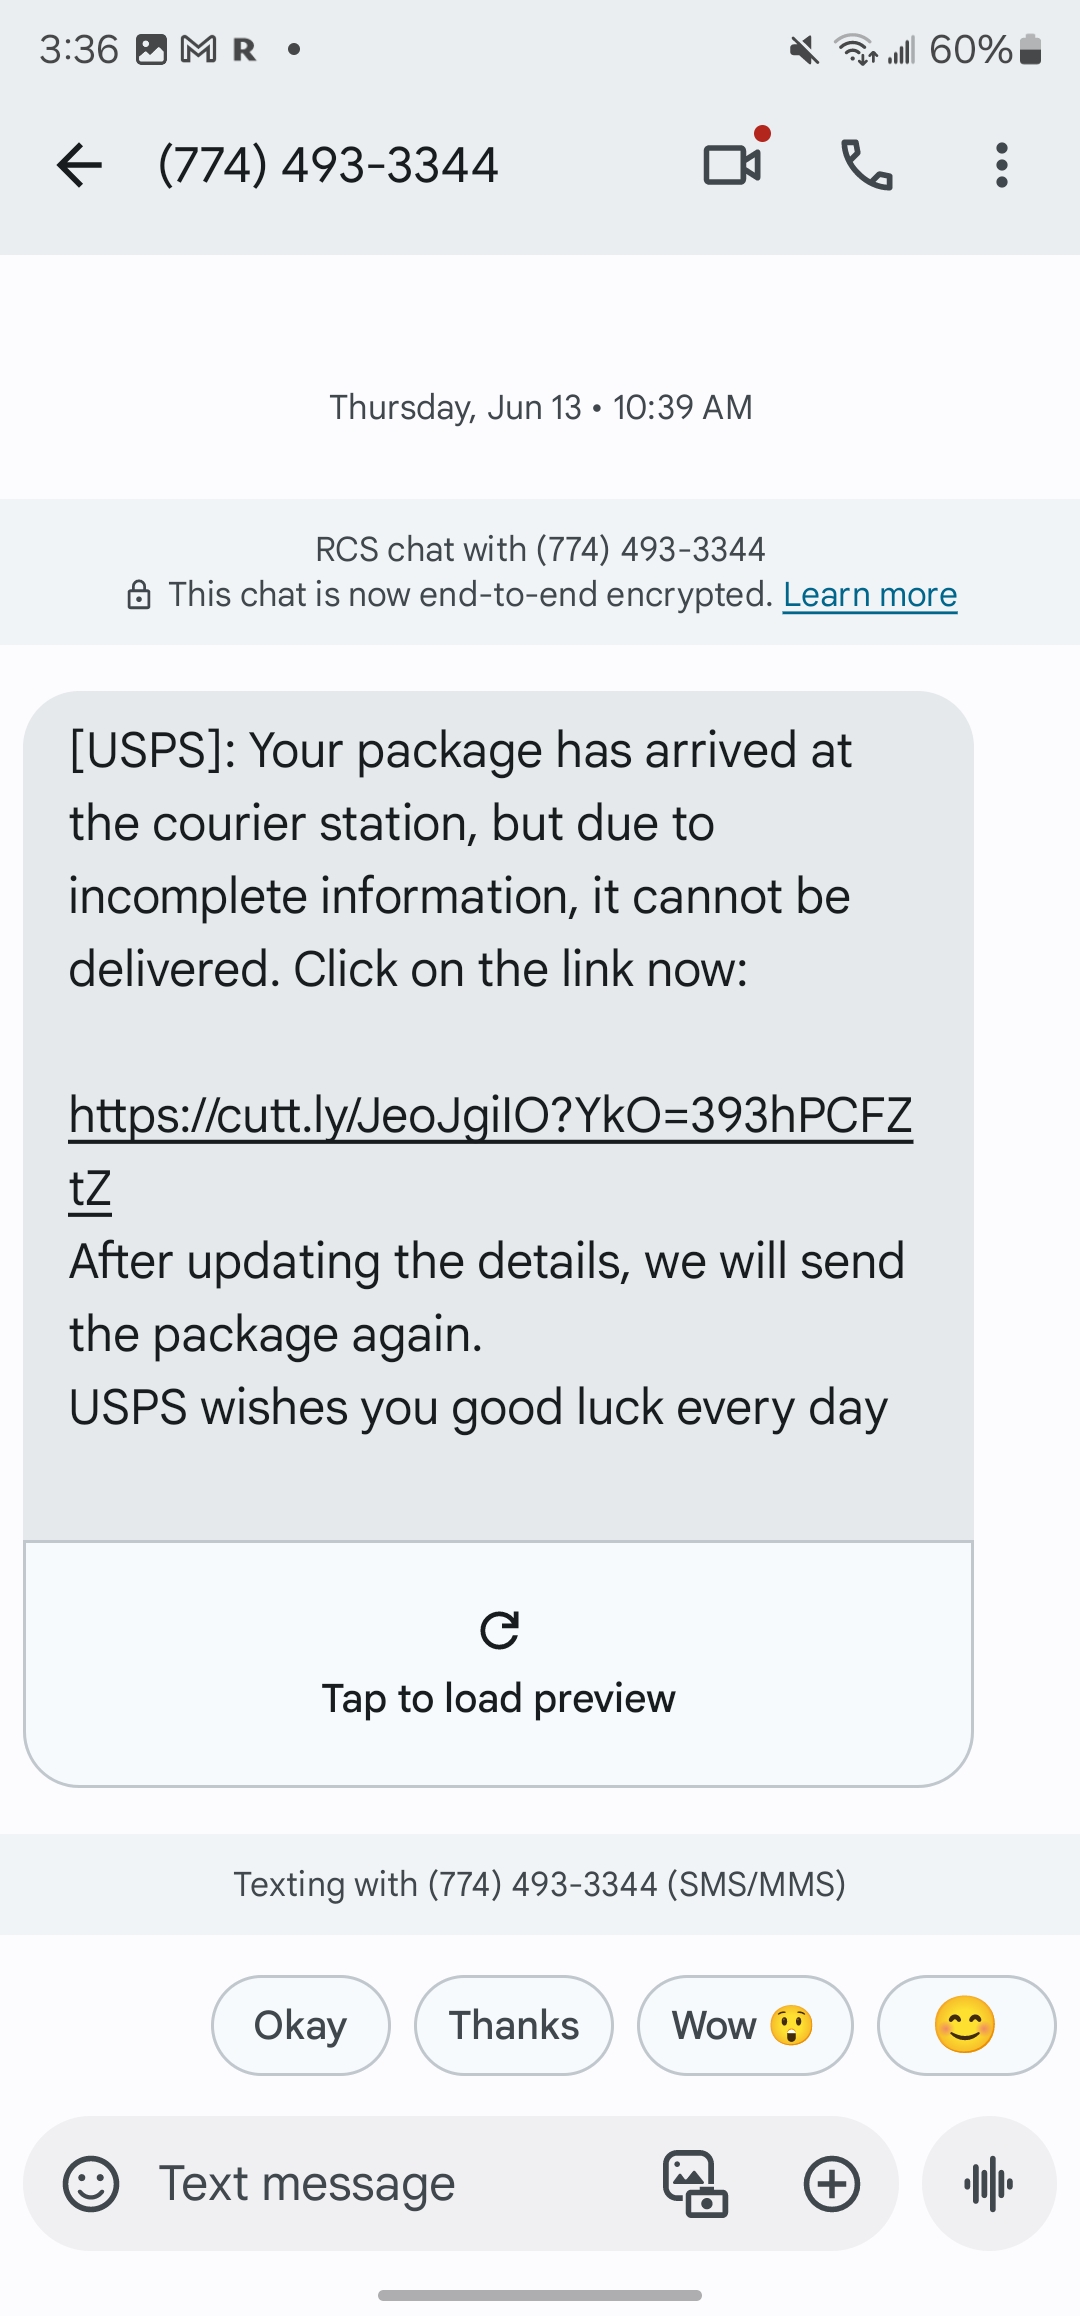 3:36 R 60%
(774) 493-3344
Thursday, Jun 13 • 10:39 AM
RCS chat with (774) 493-3344
This chat is now end-to-end encrypted. Learn more
[USPS]: Your package has arrived at
the courier station, but due to
incomplete information, it cannot be
delivered. Click on the link now:
https://cutt.ly/JeoJgiIO?YkO=393hPCFZ
tZ
After updating the details, we will send
the package again.
USPS wishes you good luck every day
Tap to load preview
Texting with (774) 493-3344 (SMS/MMS)
Okay Thanks Wow 😲 😊
Text message